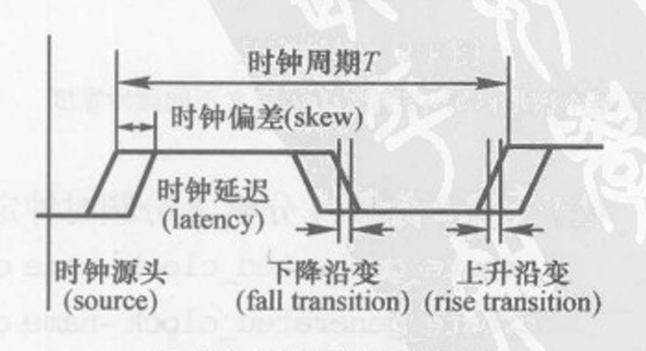 时钟周期T
时钟偏差(skew)
时钟延迟
(latency)
时钟源头
(source)
下降沿变
(fall transition)
上升沿变
(rise transition)